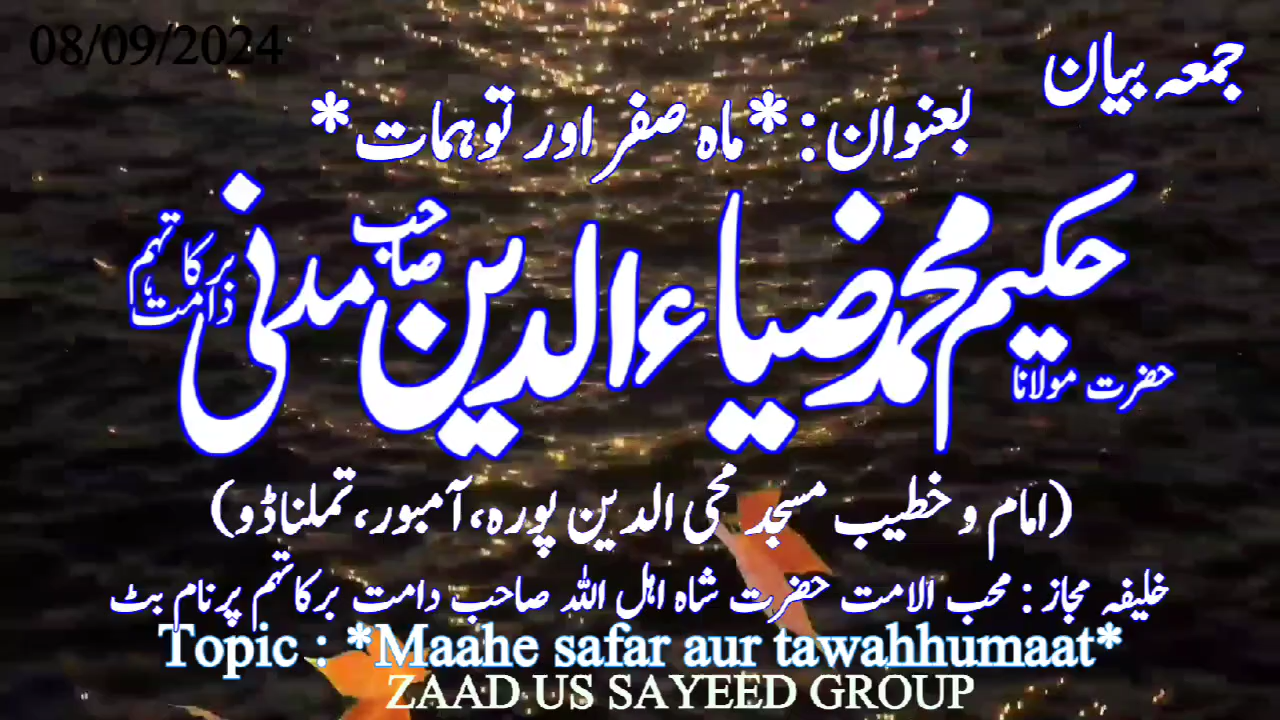 08/09/2024
جمعہ بیان
بعنوان : *ماہ صفر اور توہمات*
حضرت مولانا حکیم محمد ضیاء الدین صاحب مدنی دامت برکاتہم
(امام و خطیب مسجد محی الدین پورہ، آمبور، تملناڈو)
خلیفہ مجاز : محب الامت حضرت شاہ اہل اللہ صاحب دامت برکاتہم پرنام بٹ
Topic : *Maahe safar aur tawahhumaat*
ZAAD US SAYEED GROUP